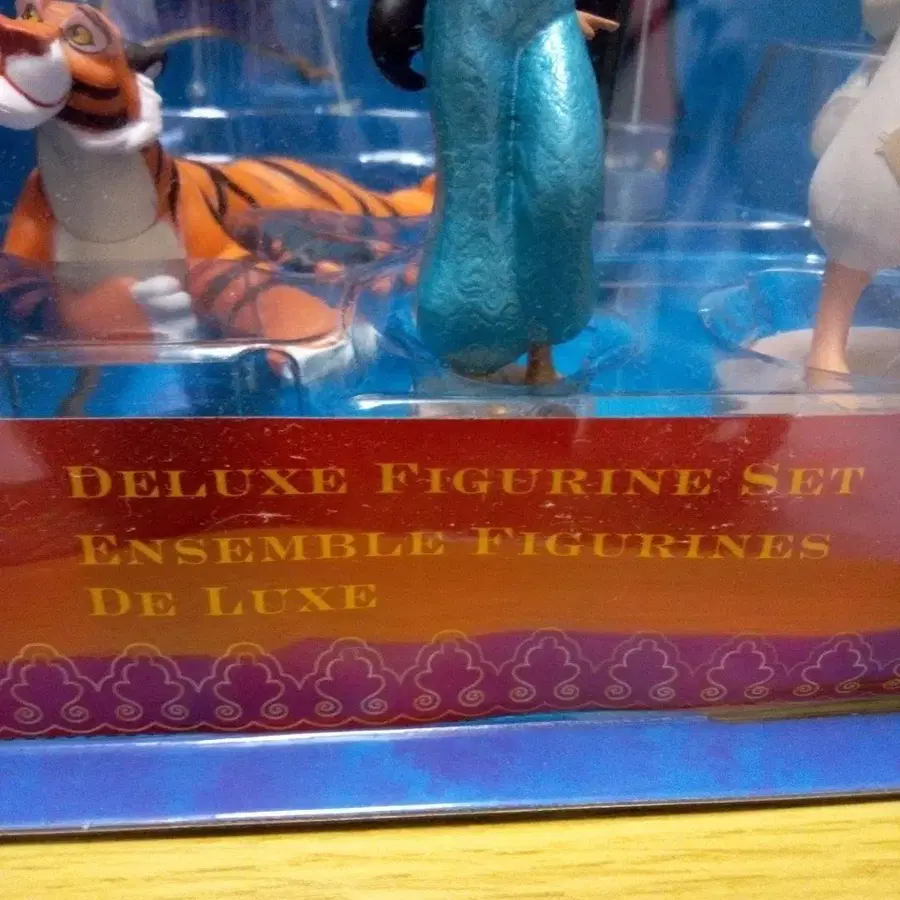 DELUXE FIGURINE SET
ENSEMBLE FIGURINES
DE LUXE